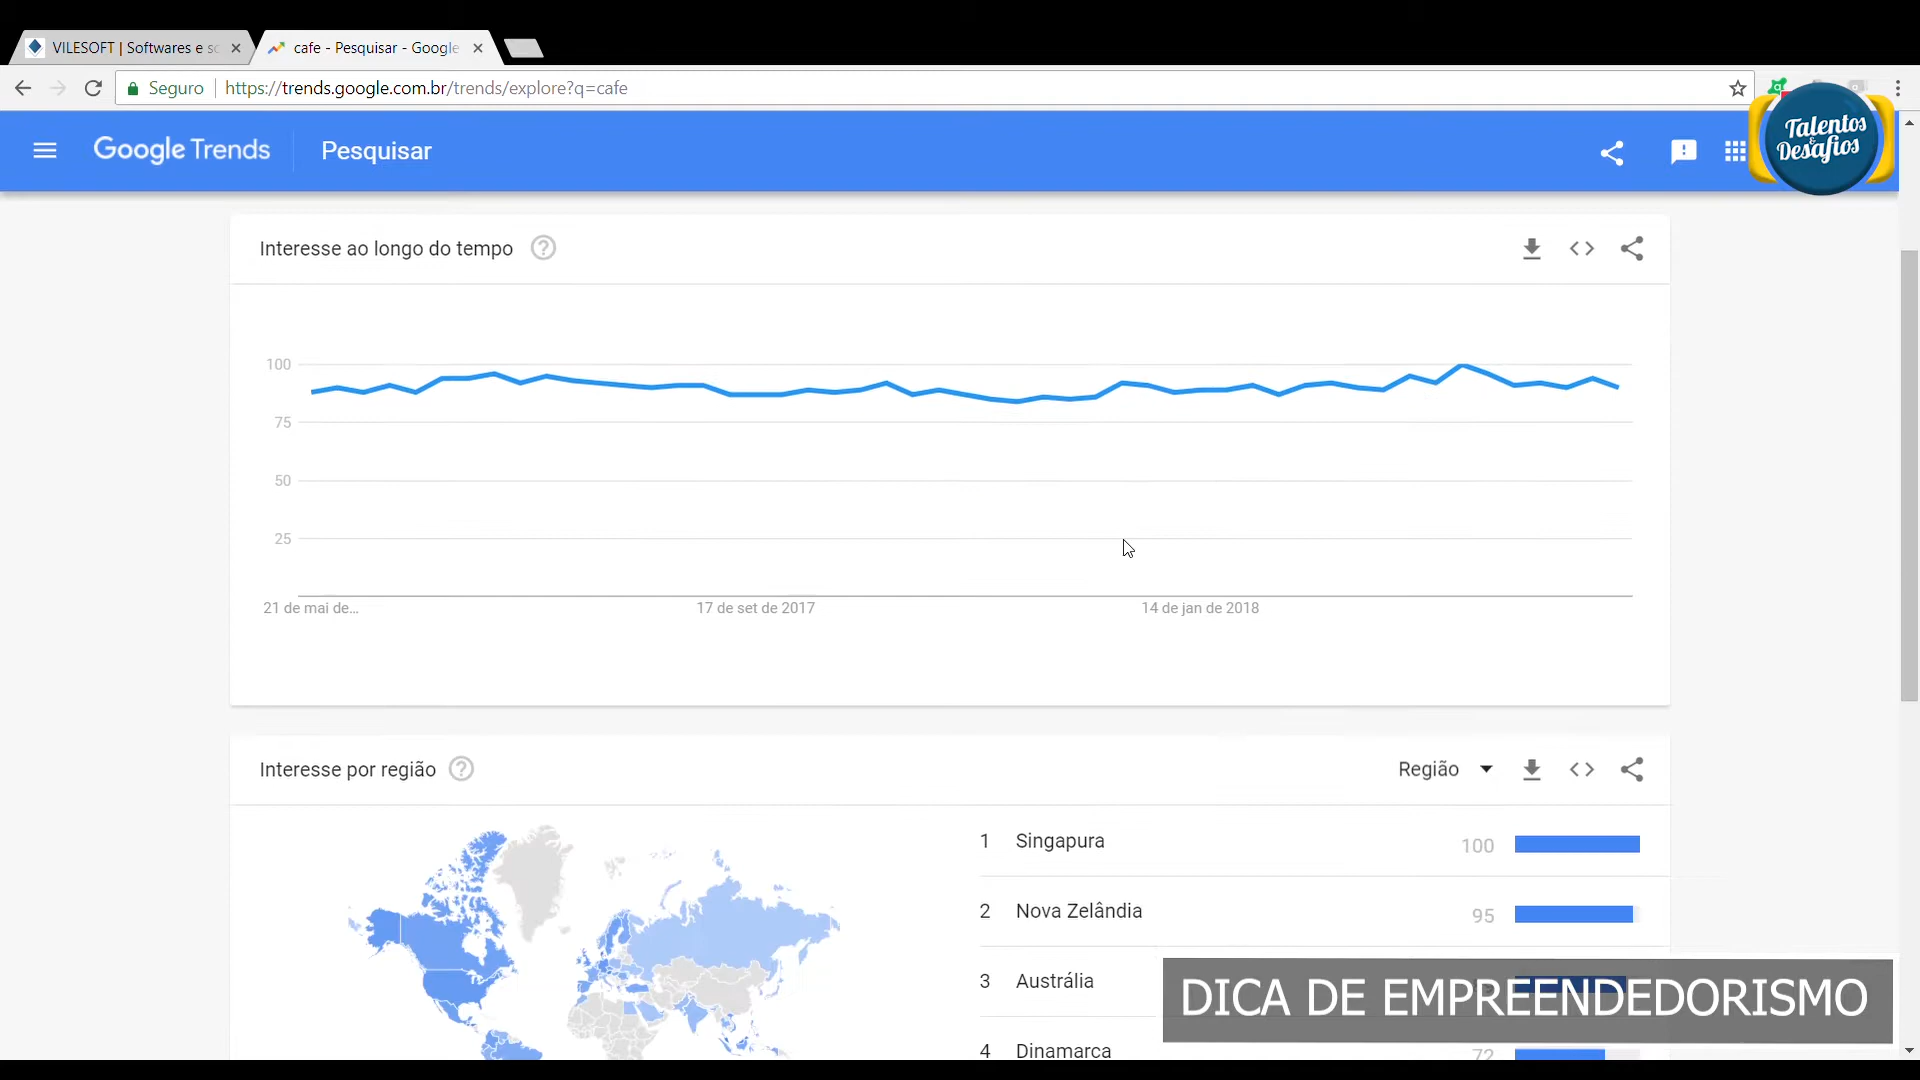 VILESOFT | Softwares e sc
cafe - Pesquisar - Google
Seguro
https://trends.google.com.br/trends/explore?q=cafe
Google Trends
Pesquisar
Talentos
& Desafios
Interesse ao longo do tempo
100
75
50
25
21 de mai de...
17 de set de 2017
14 de jan de 2018
Interesse por região
Região
1 Singapura 100
2 Nova Zelândia 95
3 Austrália
DICA DE EMPREENDEDORISMO
4 Dinamarca 72